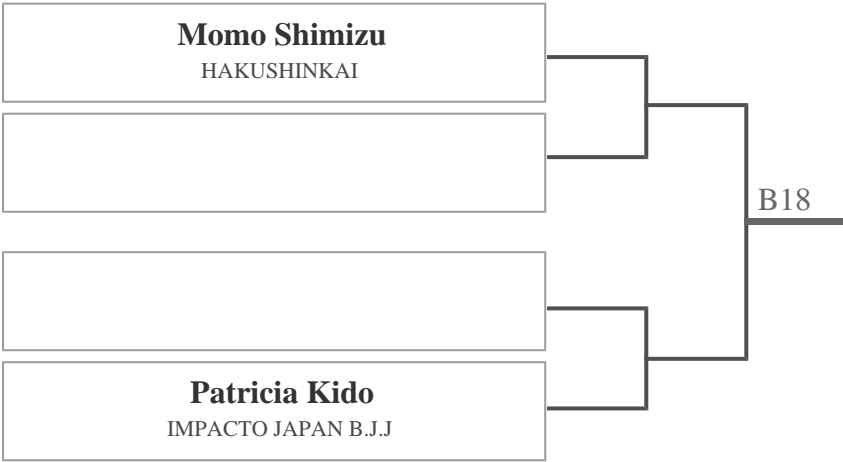 Momo Shimizu
HAKUSHINKAI
B18
Patricia Kido
IMPACTO JAPAN B.J.J